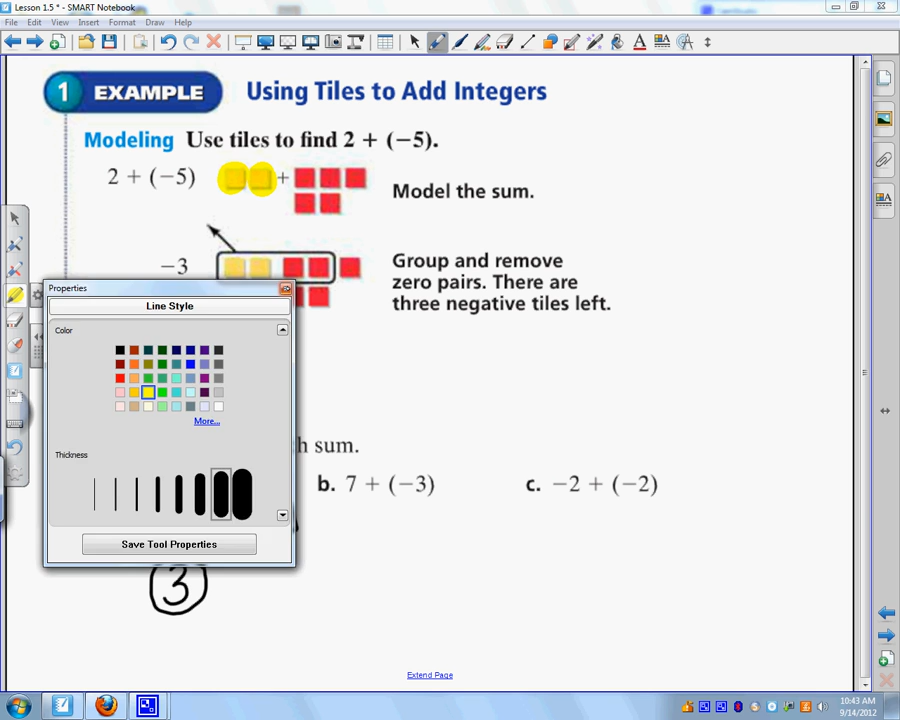 Lesson 1.5 * - SMART Notebook
File Edit View Insert Format Draw Help
1 EXAMPLE Using Tiles to Add Integers
Modeling Use tiles to find 2 + (−5).
2 + (−5) + Model the sum.
−3 Group and remove
zero pairs. There are
three negative tiles left.
Properties
Line Style
Color
More...
Thickness
Save Tool Properties
h sum.
b. 7 + (−3) c. −2 + (−2)
3
Extend Page
10:43 AM
9/14/2012